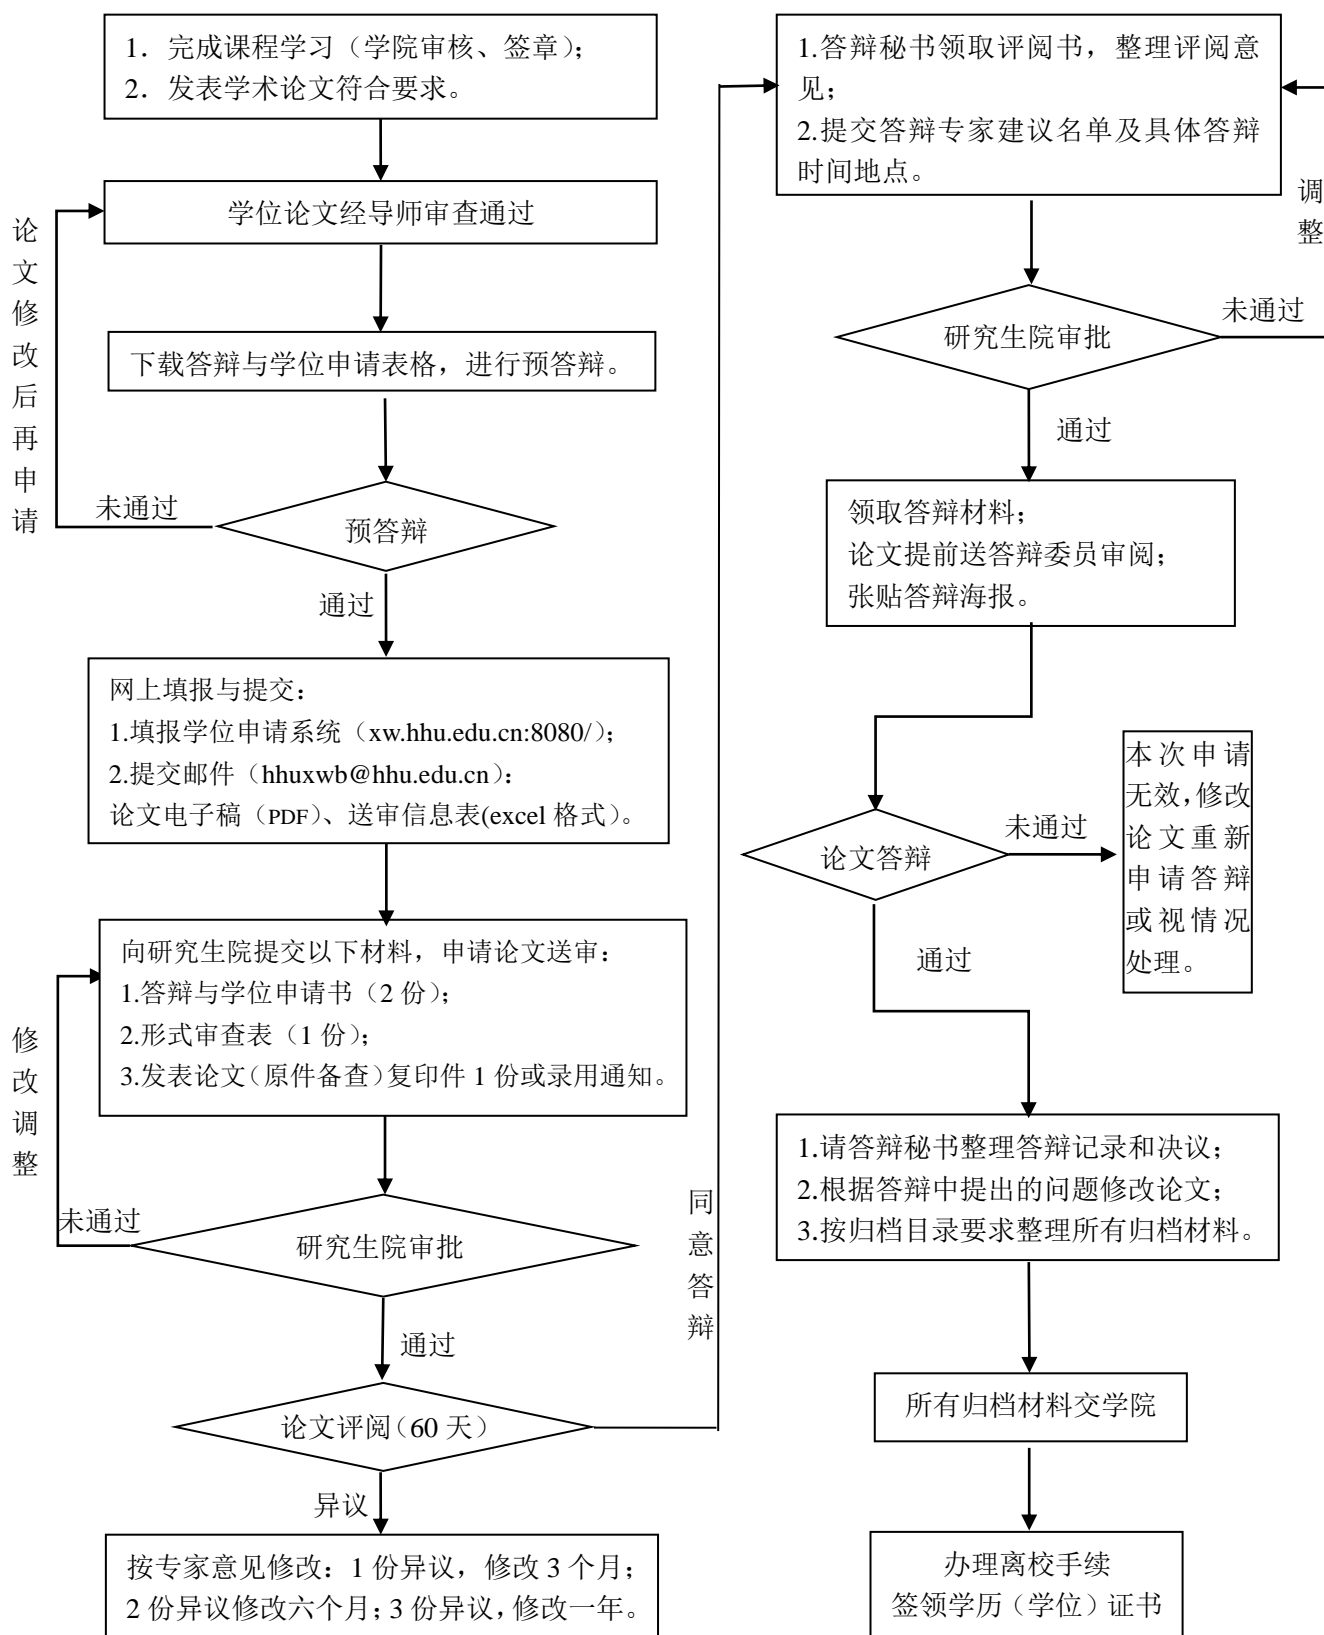 1. 完成课程学习（学院审核、签章）；
2. 发表学术论文符合要求。
学位论文经导师审查通过
论文修改后再申请
下载答辩与学位申请表格，进行预答辩。
未通过
预答辩
通过
网上填报与提交：
1.填报学位申请系统（xw.hhu.edu.cn:8080/）；
2.提交邮件（hhuxwb@hhu.edu.cn）：
论文电子稿（PDF）、送审信息表(excel 格式）。
向研究生院提交以下材料，申请论文送审：
1.答辩与学位申请书（2 份）；
2.形式审查表（1 份）；
3.发表论文（原件备查）复印件 1 份或录用通知。
修改调整
未通过
研究生院审批
通过
论文评阅（60 天）
同意答辩
异议
按专家意见修改：1 份异议，修改 3 个月；
2 份异议修改六个月；3 份异议，修改一年。
1.答辩秘书领取评阅书，整理评阅意
见；
2.提交答辩专家建议名单及具体答辩
时间地点。
调整
未通过
研究生院审批
通过
领取答辩材料；
论文提前送答辩委员审阅；
张贴答辩海报。
论文答辩
未通过
本次申请
无效，修改
论文重新
申请答辩
或视情况
处理。
通过
1.请答辩秘书整理答辩记录和决议；
2.根据答辩中提出的问题修改论文；
3.按归档目录要求整理所有归档材料。
所有归档材料交学院
办理离校手续
签领学历（学位）证书